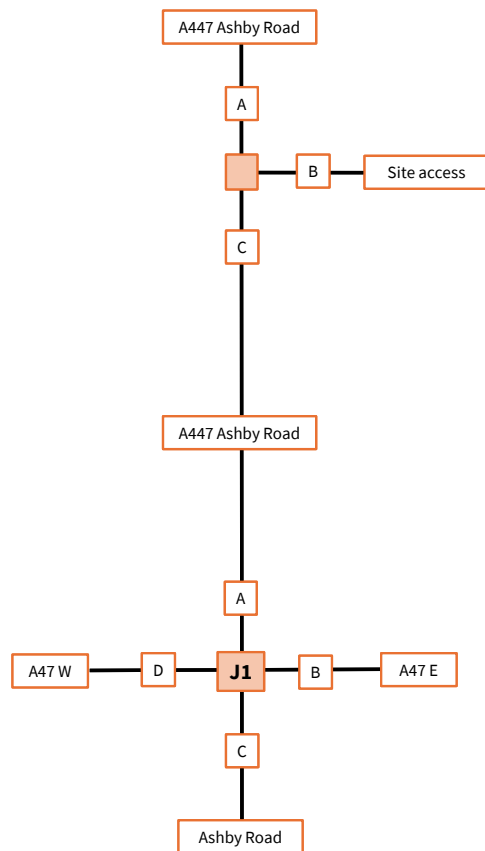 A447 Ashby Road
A
B
Site access
C
A447 Ashby Road
A
A47 W
D
J1
B
A47 E
C
Ashby Road